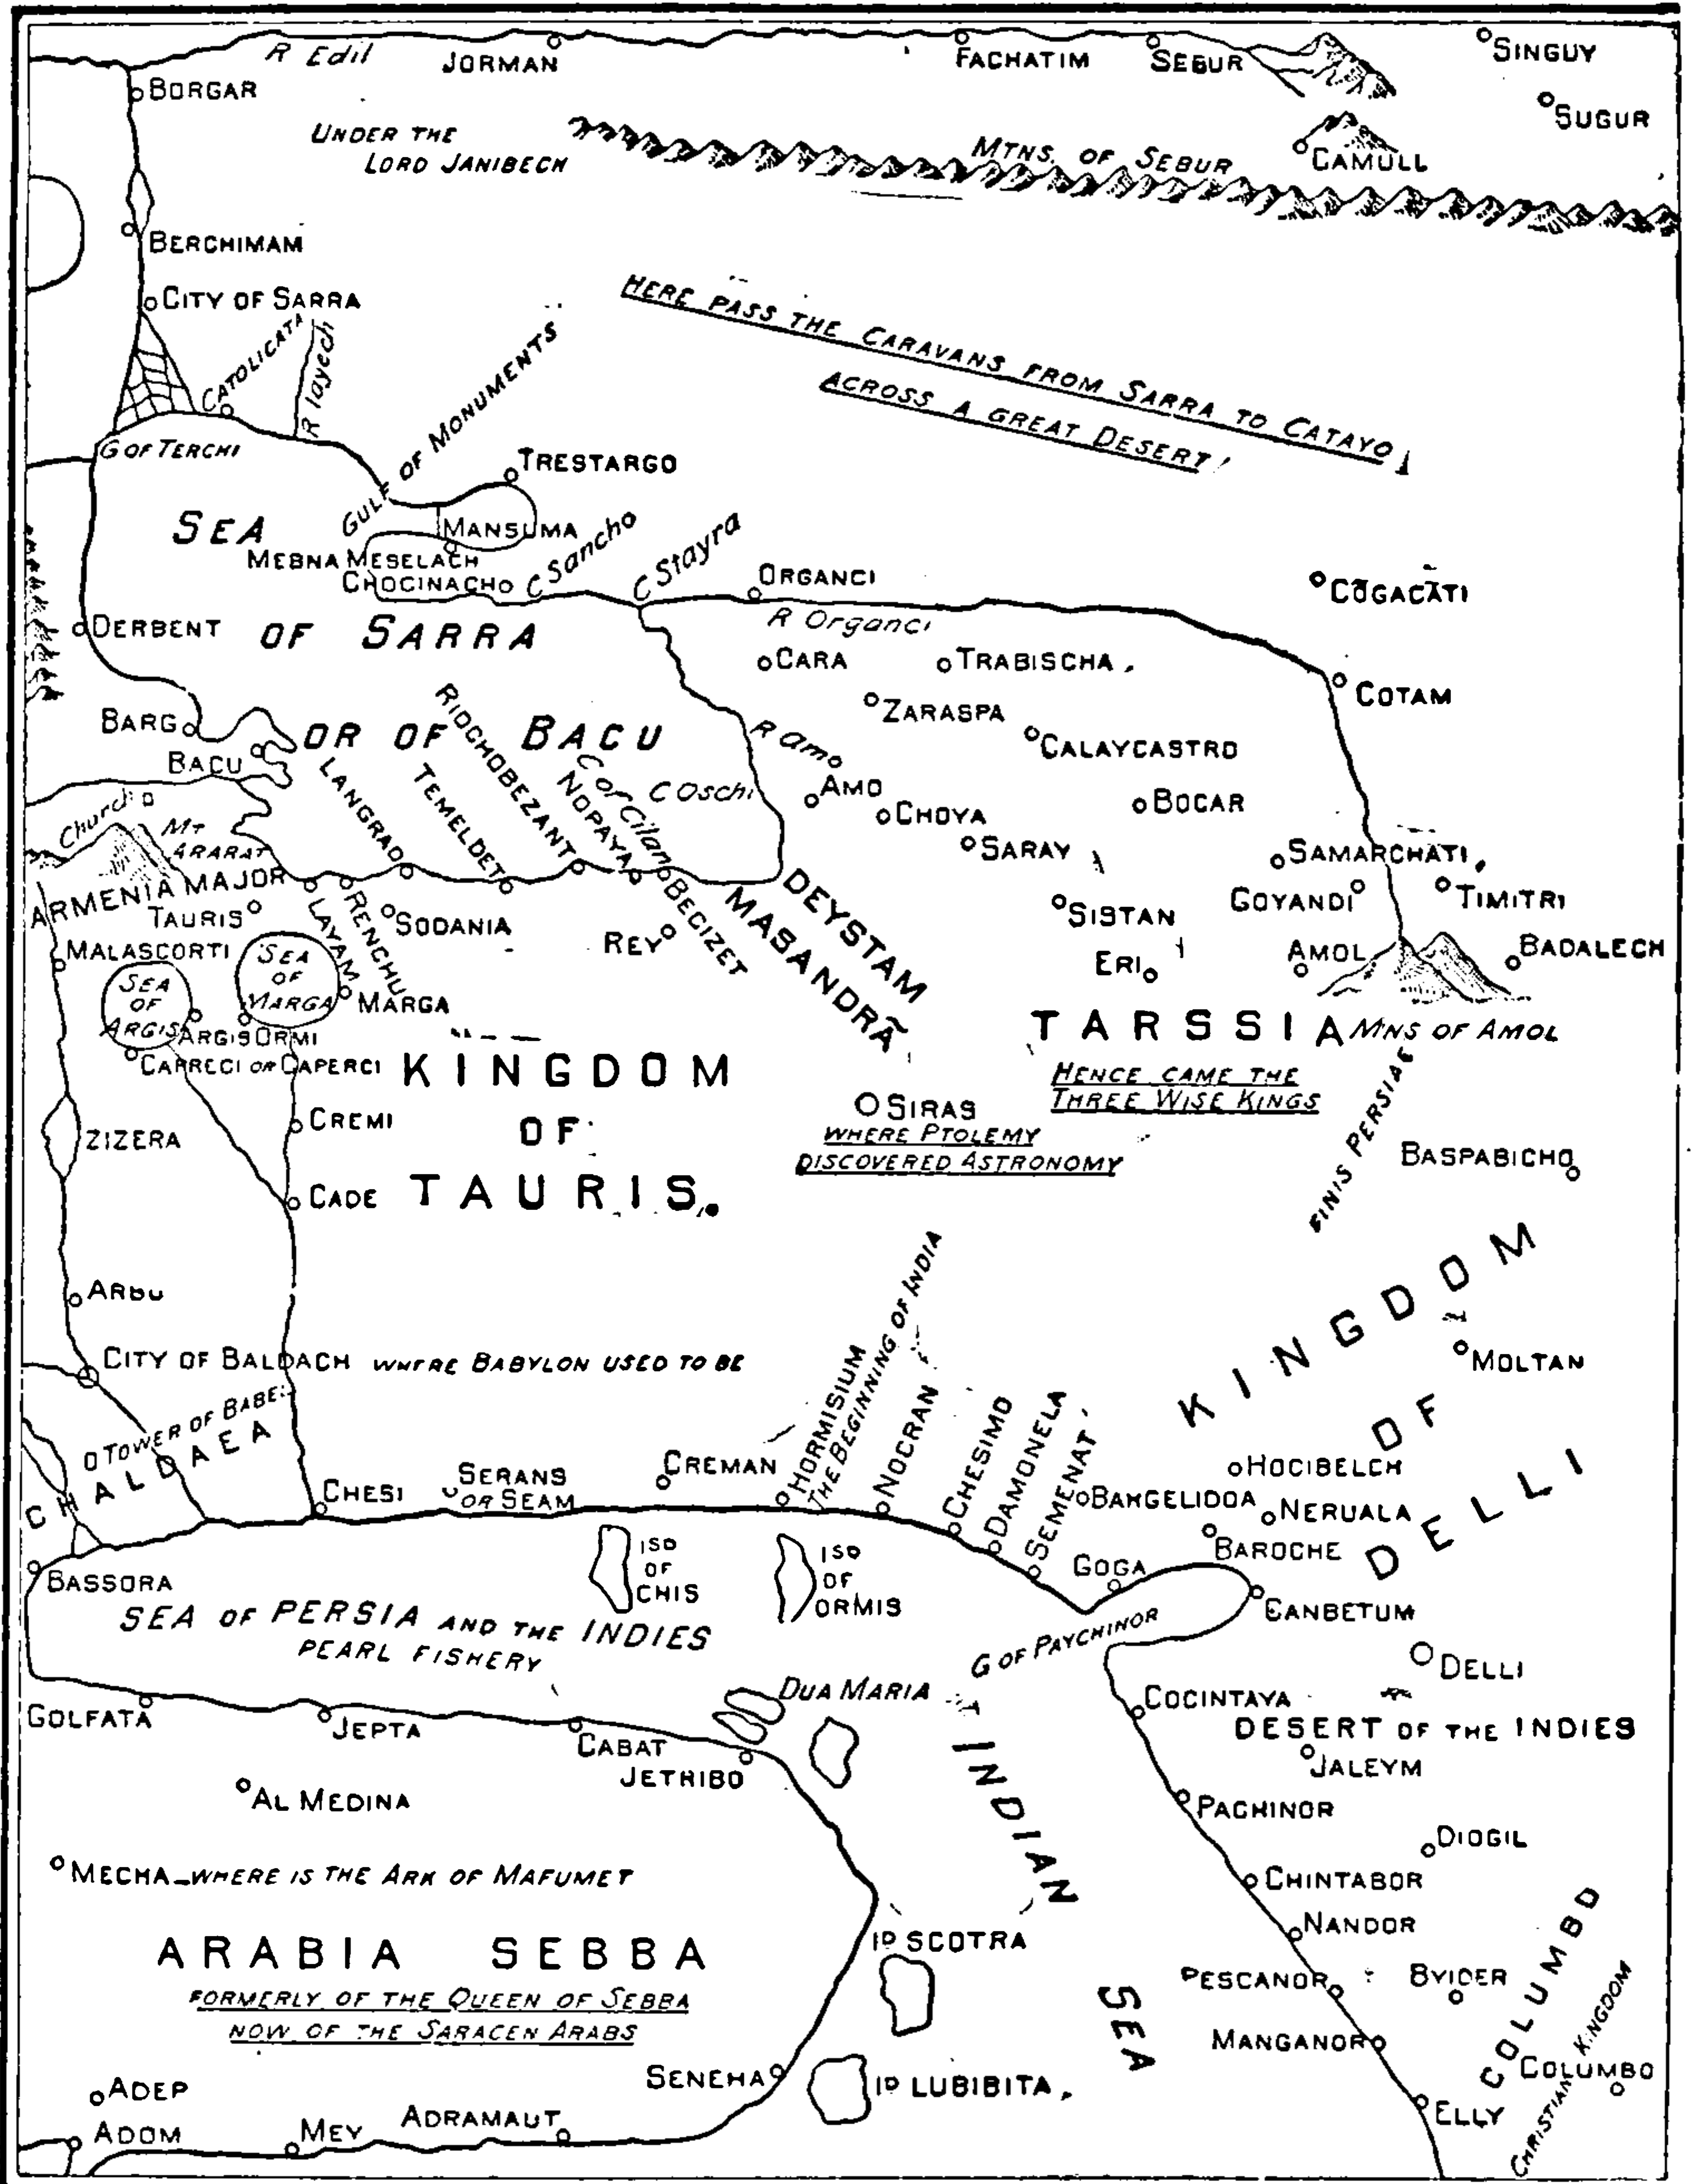 R Edil
JORMAN
FACHATIM
SEBUR
SINGUY
BORGAR
SUGUR
UNDER THE
LORD JANIBECH
MTNS. OF SEBUR
CAMULL
BERCHIMAM
CITY OF SARRA
CATOLICATA
R Iayech
GULF OF MONUMENTS
HERE PASS THE CARAVANS FROM SARRA TO CATAYO
ACROSS A GREAT DESERT!
G OF TERCHI
TRESTARGO
SEA
MANSUMA
MEBNA MESELACH
CHOCINACHO
C Sancho
C Stayra
ORGANCI
COGACATI
DERBENT
OF SARRA
R Organci
CARA
TRABISCHA
COTAM
ZARASPA
BARG
OR OF BACU
R Amo
CALAYCASTRO
BACU
LANGRAO
TEMELDET
RIOCHOBEZANT
NOPAYA
C of Cilan
C Oschi
AMO
BOCAR
CHOYA
Church
MT
ARARAT
SARAY
SAMARCHATI
ARMENIA MAJOR
GOYANDI
TIMITRI
TAURIS
LAYAM
RENCHU
SODANIA
REY
BECIZET
MASANDRÃ
DEYSTAM
SISTAN
MALASCORTI
ERI
AMOL
BADALECH
SEA
OF
ARGIS
SEA
OF
MARGA
MARGA
ARGIS
ORMI
TARSSIA
MNS OF AMOL
CAPRECI OR CAPERCI
KINGDOM
OF
TAURIS.
HENCE CAME THE
THREE WISE KINGS
SIRAS
WHERE PTOLEMY
DISCOVERED ASTRONOMY
CREMI
ZIZERA
FINIS PERSIAE
BASPABICHO
CADE
ARBU
KINGDOM
OF
DELLI
MOLTAN
CITY OF BALDACH WHERE BABYLON USED TO BE
TOWER OF BABEL
CHALDAEA
CHESI
SERANS
OR SEAM
CREMAN
HORMISIUM
THE BEGINNING OF INDIA
NOCRAN
CHESIMO
DAMONELA
SEMENAT
HOCIBELCH
BARGELIDOA
NERUALA
BAROCHE
GOGA
BASSORA
ISD
OF
CHIS
ISD
OF
ORMIS
CANBETUM
SEA OF PERSIA AND THE INDIES
PEARL FISHERY
G OF PAYCHINOR
DELLI
DUA MARIA
GOLFATA
JEPTA
CABAT
JETHIBO
COCINTAYA
DESERT OF THE INDIES
JALEYM
AL MEDINA
PACHINOR
INDIAN
SEA
DIOGIL
MECHA-WHERE IS THE ARK OF MAFUMET
CHINTABOR
NANDOR
ARABIA SEBBA
ID SCOTRA
FORMERLY OF THE QUEEN OF SEBBA
NOW OF THE SARACEN ARABS
PESCANOR
BYIDER
MANGANOR
COLUMBO
CHRISTIAN KINGDOM
COLUMBO
SENEHA
ID LUBIBITA
ADEP
ADOM
MEY
ADRAMAUT
ELLY